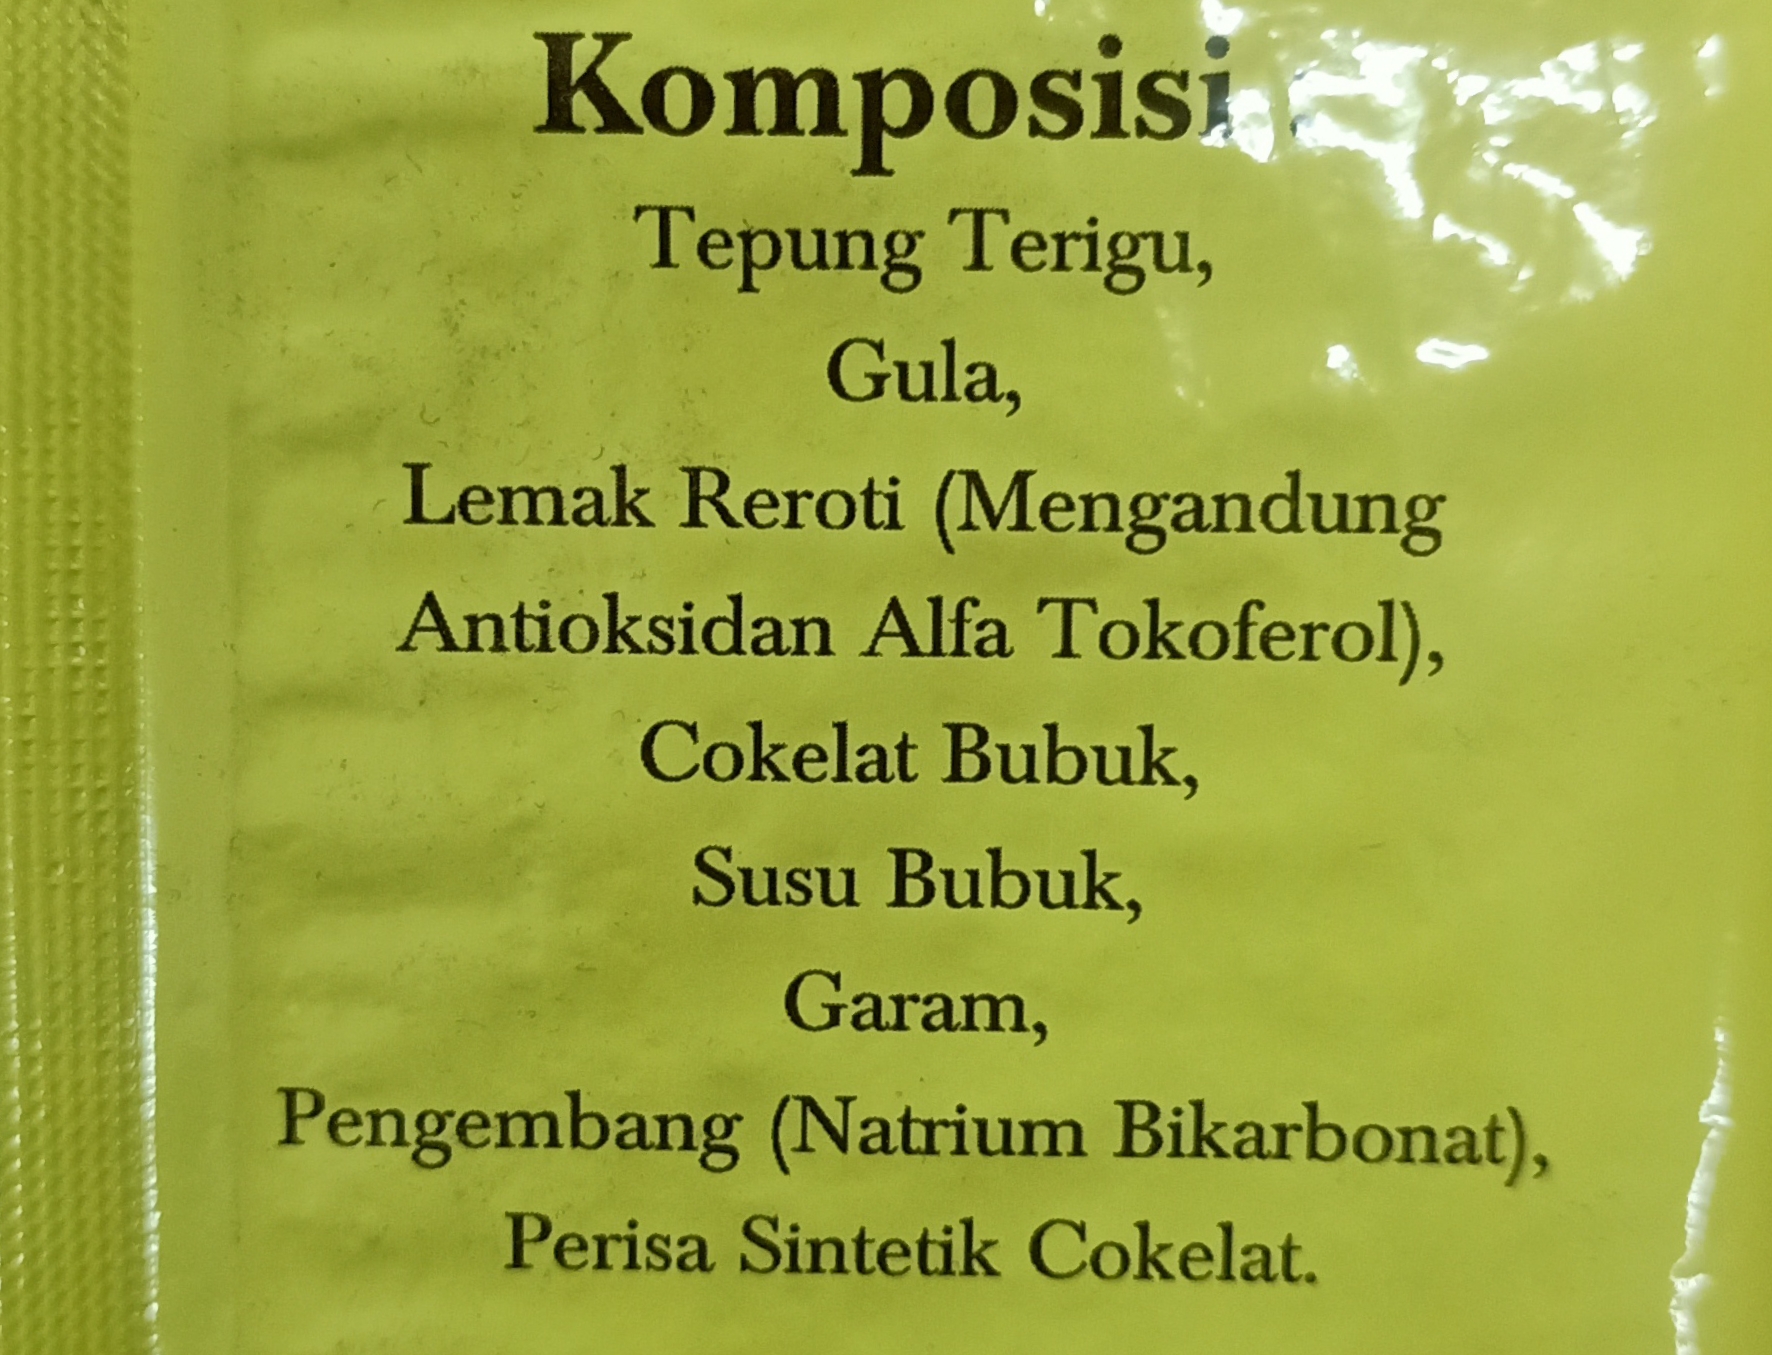 Komposisi :
Tepung Terigu,
Gula,
Lemak Reroti (Mengandung
Antioksidan Alfa Tokoferol),
Cokelat Bubuk,
Susu Bubuk,
Garam,
Pengembang (Natrium Bikarbonat),
Perisa Sintetik Cokelat.